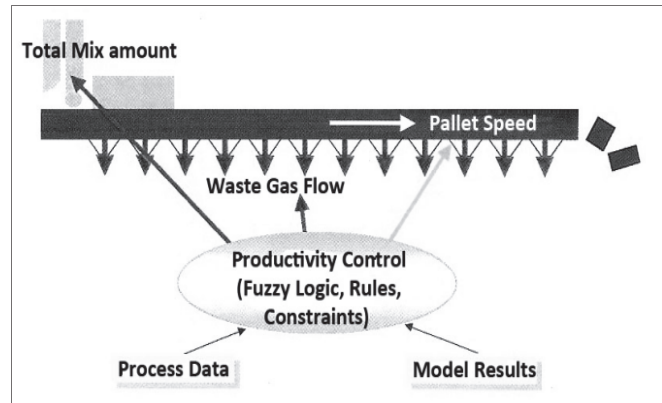 Total Mix amount
Pallet Speed
Waste Gas Flow
Productivity Control
(Fuzzy Logic, Rules,
Constraints)
Process Data
Model Results